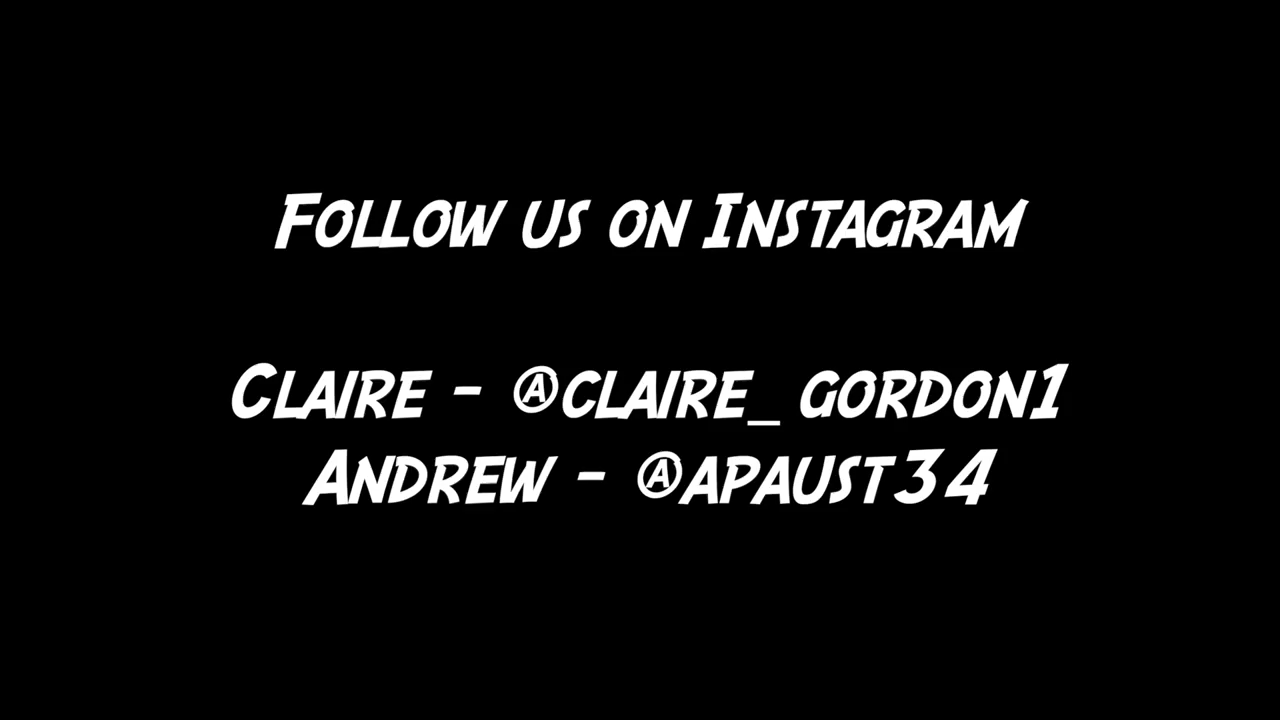 Follow us on Instagram
Claire - @claire_gordon1
Andrew - @apaust34